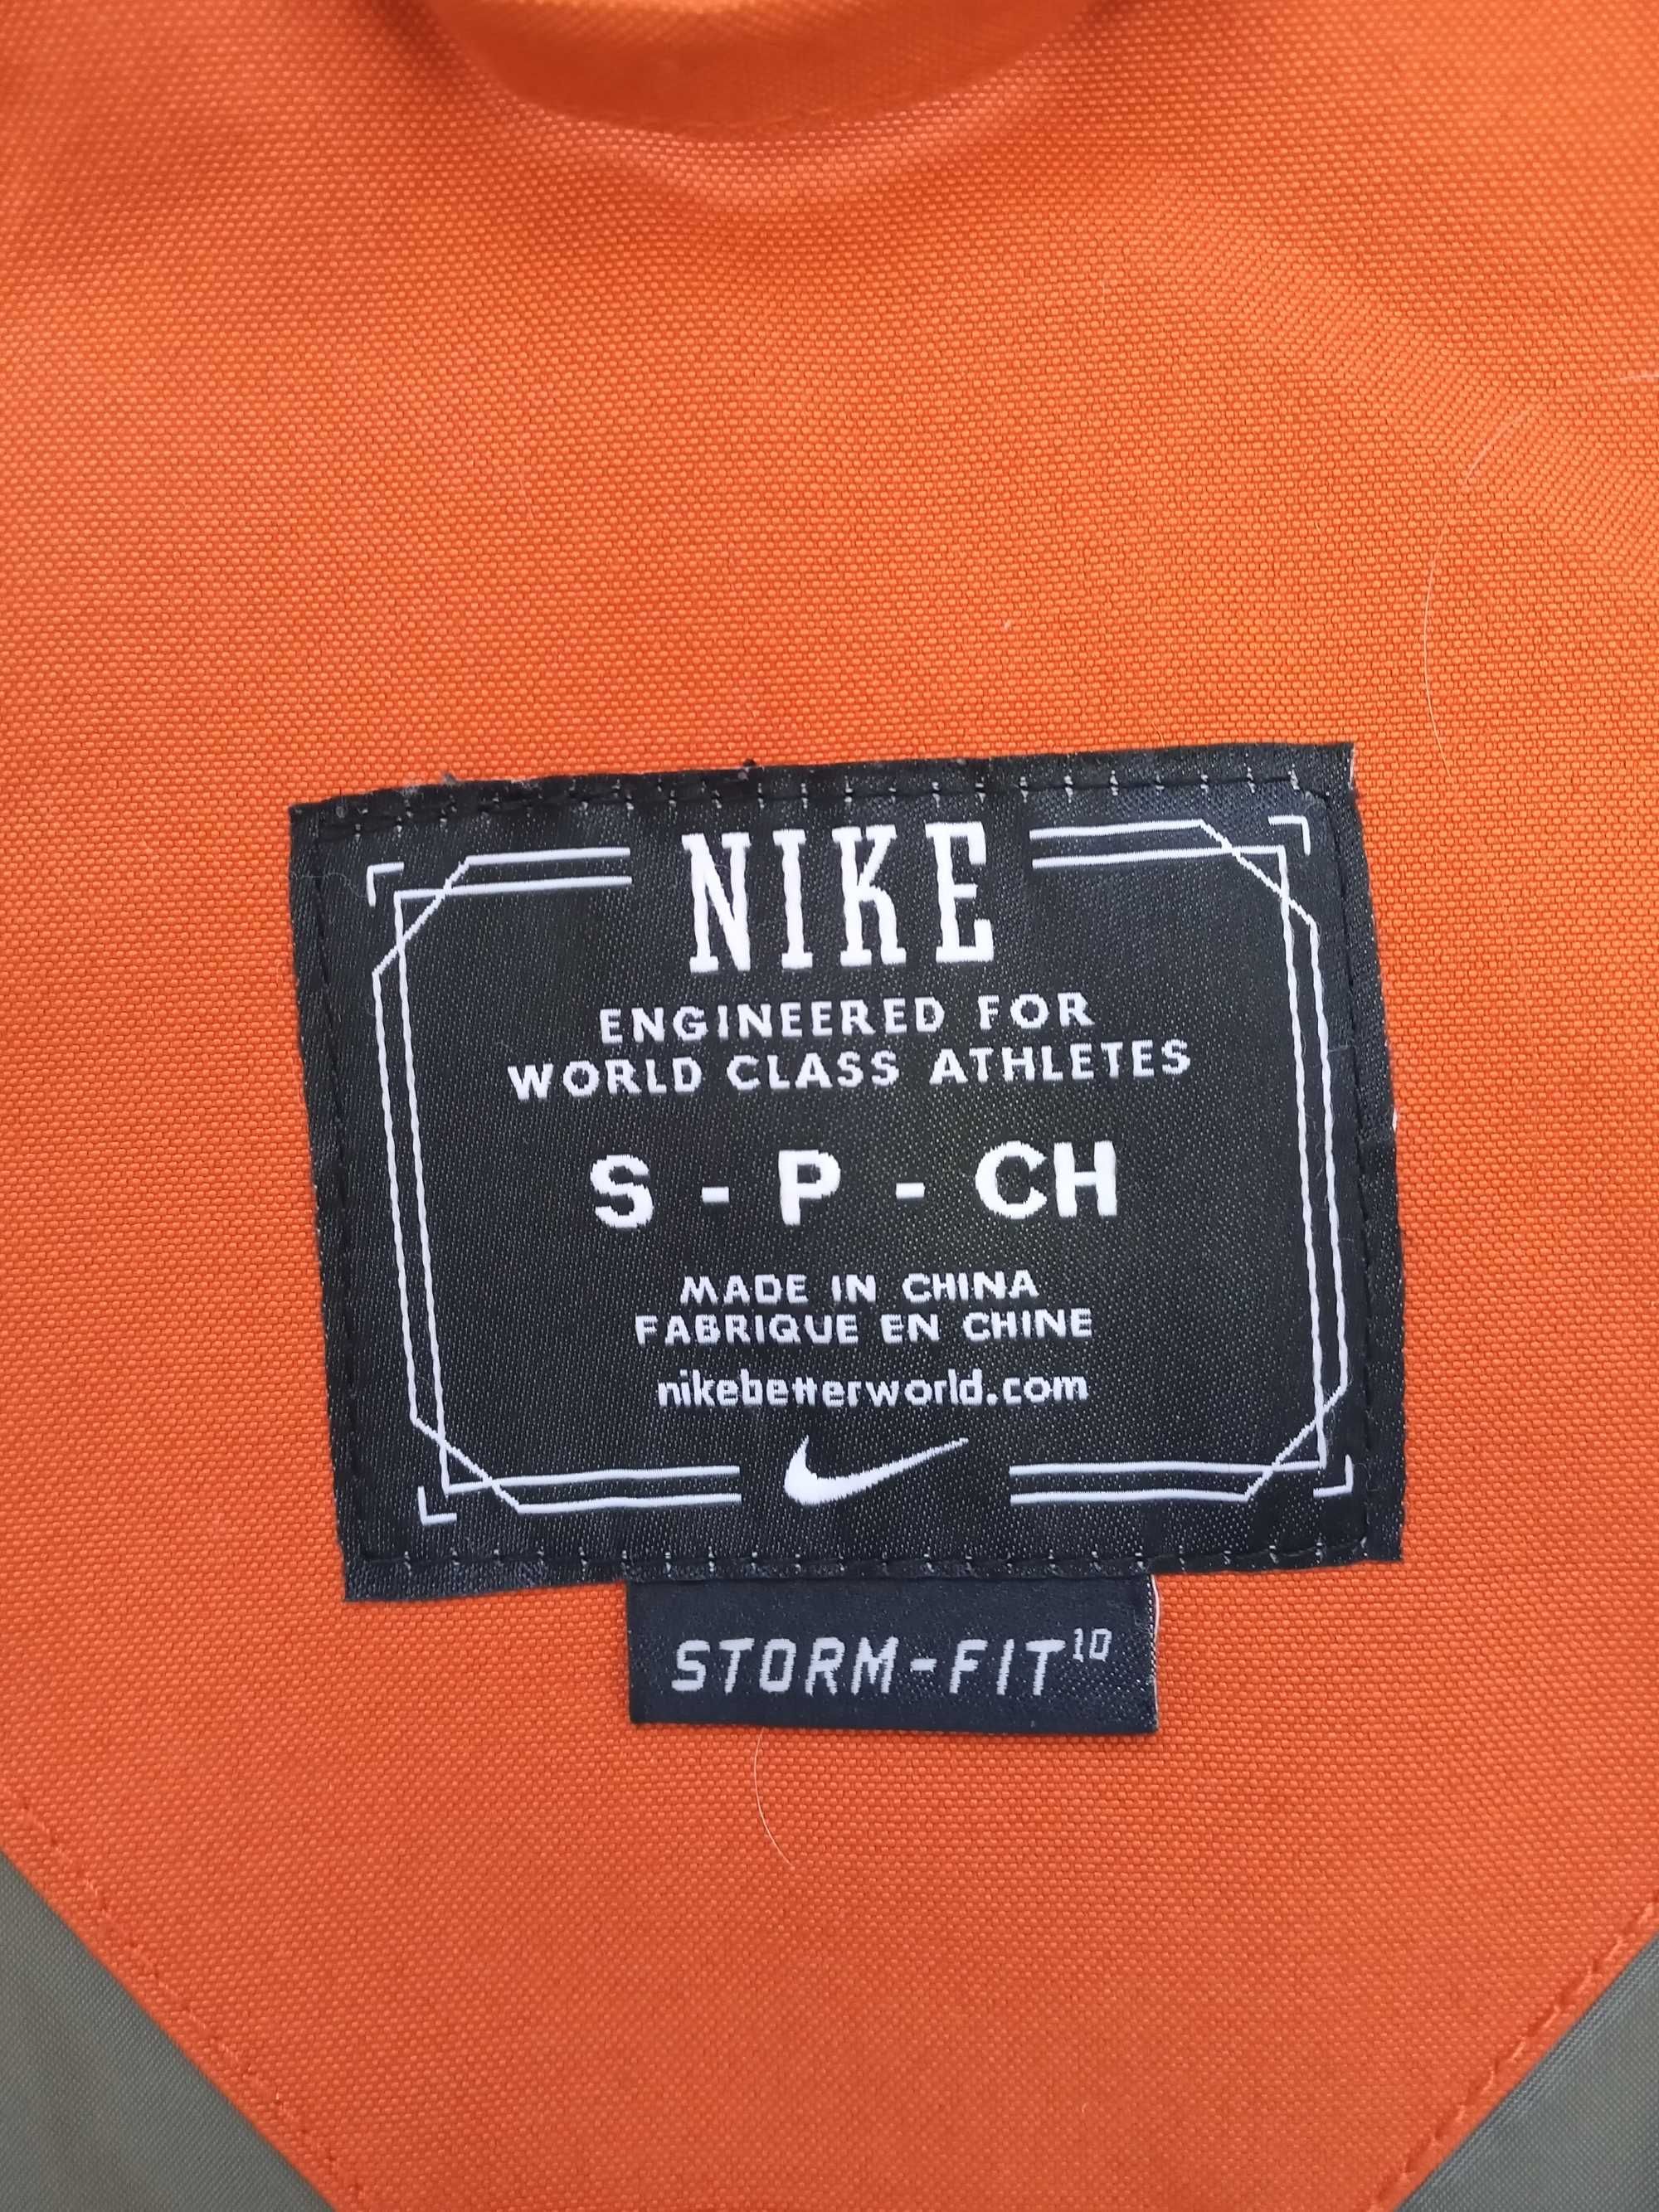 NIKE
ENGINEERED FOR
WORLD CLASS ATHLETES
S - P - CH
MADE IN CHINA
FABRIQUE EN CHINE
nikebetterworld.com
STORM-FIT¹⁰